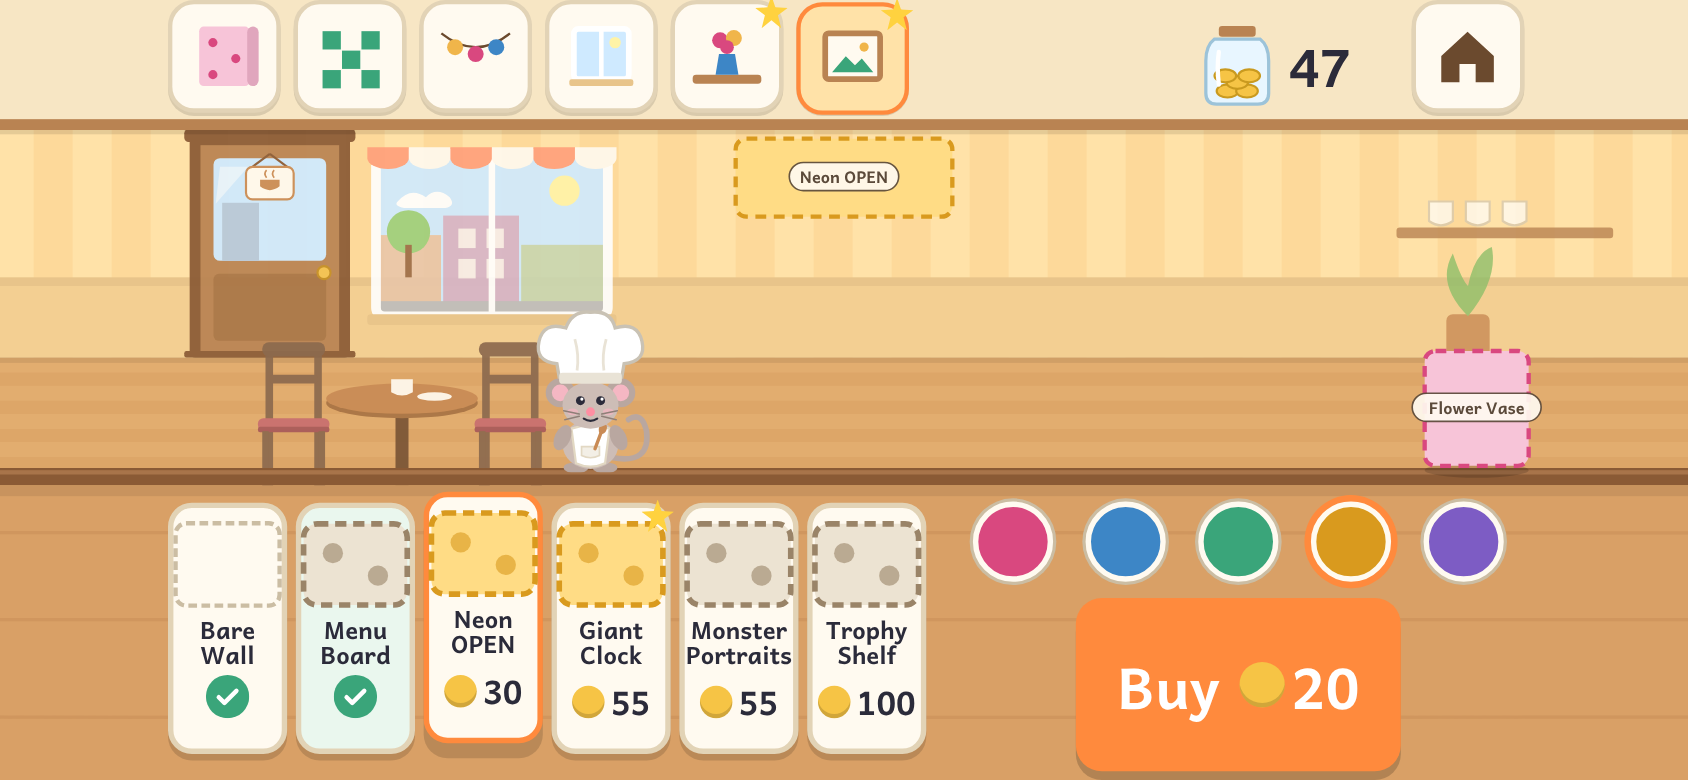 47
Neon OPEN
Flower Vase
Bare
Wall
Menu
Board
Neon
OPEN
30
Giant
Clock
55
Monster
Portraits
55
Trophy
Shelf
100
Buy 20